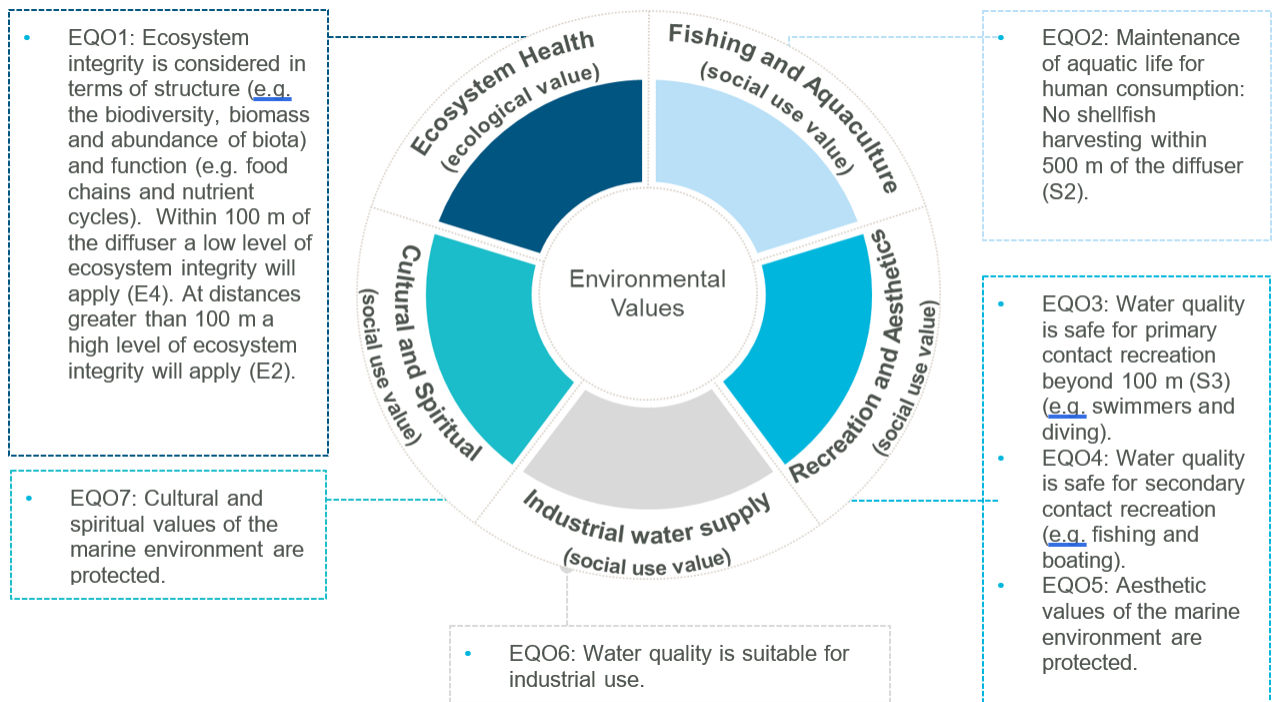 • EQO1: Ecosystem
integrity is considered in
terms of structure (e.g.
the biodiversity, biomass
and abundance of biota)
and function (e.g. food
chains and nutrient
cycles).  Within 100 m of
the diffuser a low level of
ecosystem integrity will
apply (E4). At distances
greater than 100 m a
high level of ecosystem
integrity will apply (E2).
• EQO7: Cultural and
spiritual values of the
marine environment are
protected.
Ecosystem Health
(ecological value)
Fishing and Aquaculture
(social use value)
Cultural and Spiritual
(social use value)
Environmental
Values
Recreation and Aesthetics
(social use value)
Industrial water supply
(social use value)
• EQO6: Water quality is suitable for
industrial use.
• EQO2: Maintenance
of aquatic life for
human consumption:
No shellfish
harvesting within
500 m of the diffuser
(S2).
• EQO3: Water quality
is safe for primary
contact recreation
beyond 100 m (S3)
(e.g. swimmers and
diving).
• EQO4: Water quality
is safe for secondary
contact recreation
(e.g. fishing and
boating).
• EQO5: Aesthetic
values of the marine
environment are
protected.